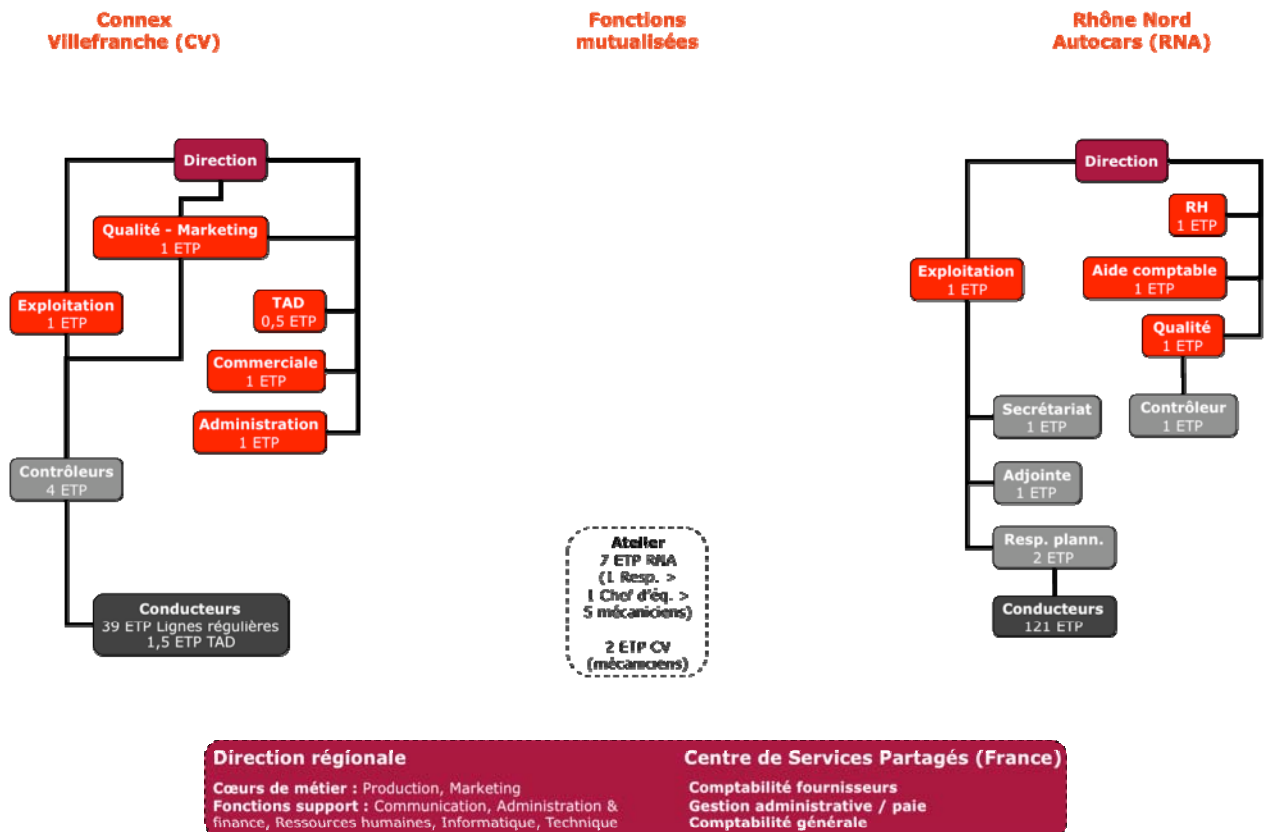 Connex
Villefranche (CV)
Fonctions
mutualisées
Rhône Nord
Autocars (RNA)
Direction
Qualité - Marketing
1 ETP
Exploitation
1 ETP
TAD
0,5 ETP
Commerciale
1 ETP
Administration
1 ETP
Contrôleurs
4 ETP
Conducteurs
39 ETP Lignes régulières
1,5 ETP TAD
Atelier
7 ETP RNA
(1 Resp. >
1 Chef d'éq. >
5 mécaniciens)
2 ETP CV
(mécaniciens)
Direction
RH
1 ETP
Exploitation
1 ETP
Aide comptable
1 ETP
Qualité
1 ETP
Secrétariat
1 ETP
Contrôleur
1 ETP
Adjointe
1 ETP
Resp. plann.
2 ETP
Conducteurs
121 ETP
Direction régionale
Cœurs de métier : Production, Marketing
Fonctions support : Communication, Administration &
finance, Ressources humaines, Informatique, Technique
Centre de Services Partagés (France)
Comptabilité fournisseurs
Gestion administrative / paie
Comptabilité générale